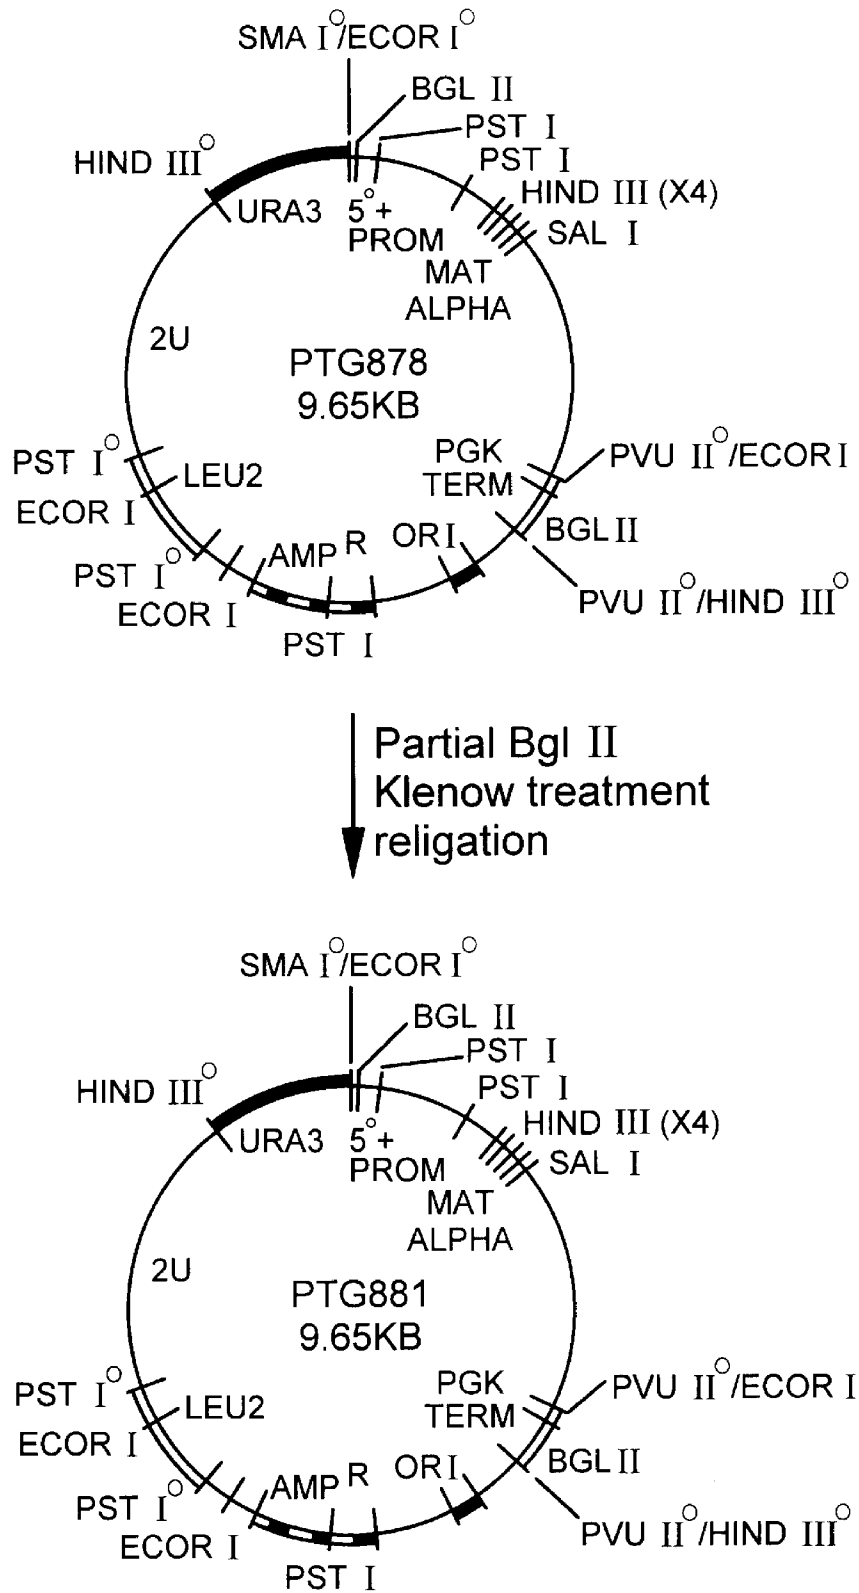 SMA I°/ECOR I°
BGL II
PST I
PST I
HIND III°
HIND III (X4)
URA3
5°+
SAL I
PROM
MAT
ALPHA
2U
PTG878
9.65KB
PGK
PVU II°/ECOR I
PST I°
LEU2
TERM
ECOR I
BGL II
AMP R
ORI
PST I°
PVU II°/HIND III°
ECOR I
PST I
Partial Bgl II
Klenow treatment
religation
SMA I°/ECOR I°
BGL II
PST I
PST I
HIND III°
HIND III (X4)
URA3
5°+
SAL I
PROM
MAT
ALPHA
2U
PTG881
9.65KB
PGK
PVU II°/ECOR I
PST I°
LEU2
TERM
ECOR I
BGL II
AMP R
ORI
PST I°
PVU II°/HIND III°
ECOR I
PST I